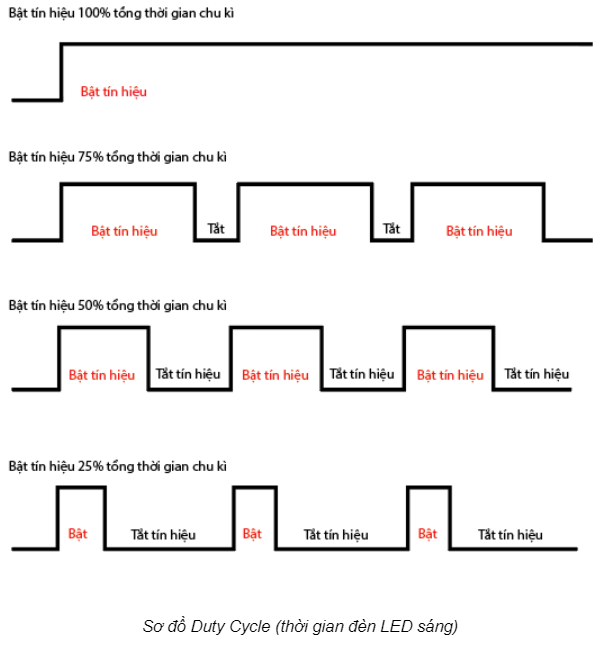 Bật tín hiệu 100% tổng thời gian chu kì
Bật tín hiệu
Bật tín hiệu 75% tổng thời gian chu kì
Bật tín hiệu Tắt Bật tín hiệu Tắt Bật tín hiệu
Bật tín hiệu 50% tổng thời gian chu kì
Bật tín hiệu Tắt tín hiệu Bật tín hiệu Tắt tín hiệu Bật tín hiệu Tắt tín hiệu
Bật tín hiệu 25% tổng thời gian chu kì
Bật Tắt tín hiệu Bật Tắt tín hiệu Bật Tắt tín hiệu
Sơ đồ Duty Cycle (thời gian đèn LED sáng)